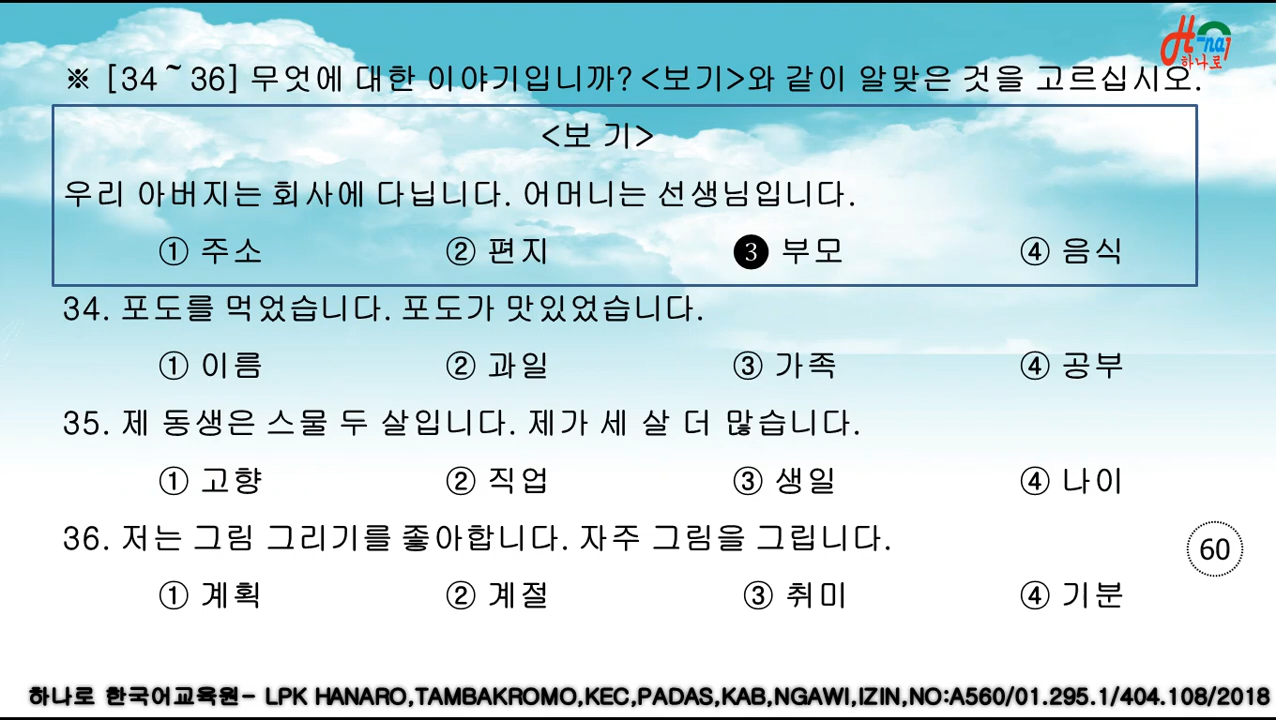 H-na
하나로
※ [34 ~ 36] 무엇에 대한 이야기입니까? <보기>와 같이 알맞은 것을 고르십시오.
<보 기>
우리 아버지는 회사에 다닙니다. 어머니는 선생님입니다.
① 주소 ② 편지 ❸ 부모 ④ 음식
34. 포도를 먹었습니다. 포도가 맛있었습니다.
① 이름 ② 과일 ③ 가족 ④ 공부
35. 제 동생은 스물 두 살입니다. 제가 세 살 더 많습니다.
① 고향 ② 직업 ③ 생일 ④ 나이
36. 저는 그림 그리기를 좋아합니다. 자주 그림을 그립니다.
① 계획 ② 계절 ③ 취미 ④ 기분
60
하나로 한국어교육원- LPK HANARO,TAMBAKROMO,KEC,PADAS,KAB,NGAWI,IZIN,NO:A560/01.295.1/404.108/2018